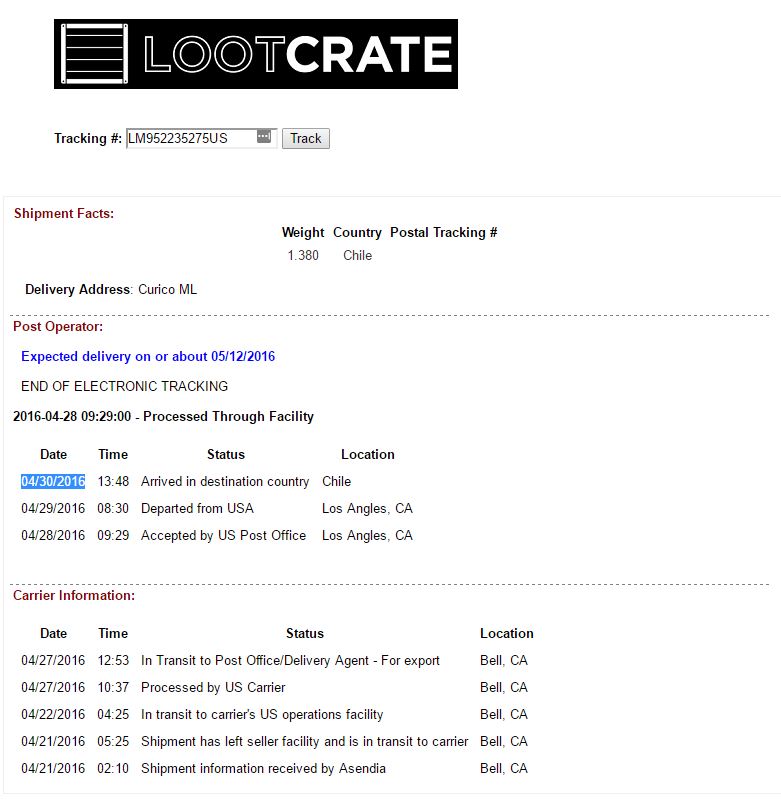 LOOTCRATE
Tracking #: LM952235275US Track
Shipment Facts:
Weight Country Postal Tracking #
1.380 Chile
Delivery Address: Curico ML
Post Operator:
Expected delivery on or about 05/12/2016
END OF ELECTRONIC TRACKING
2016-04-28 09:29:00 - Processed Through Facility
Date Time Status Location
04/30/2016 13:48 Arrived in destination country Chile
04/29/2016 08:30 Departed from USA Los Angles, CA
04/28/2016 09:29 Accepted by US Post Office Los Angles, CA
Carrier Information:
Date Time Status Location
04/27/2016 12:53 In Transit to Post Office/Delivery Agent - For export Bell, CA
04/27/2016 10:37 Processed by US Carrier Bell, CA
04/22/2016 04:25 In transit to carrier's US operations facility Bell, CA
04/21/2016 05:25 Shipment has left seller facility and is in transit to carrier Bell, CA
04/21/2016 02:10 Shipment information received by Asendia Bell, CA